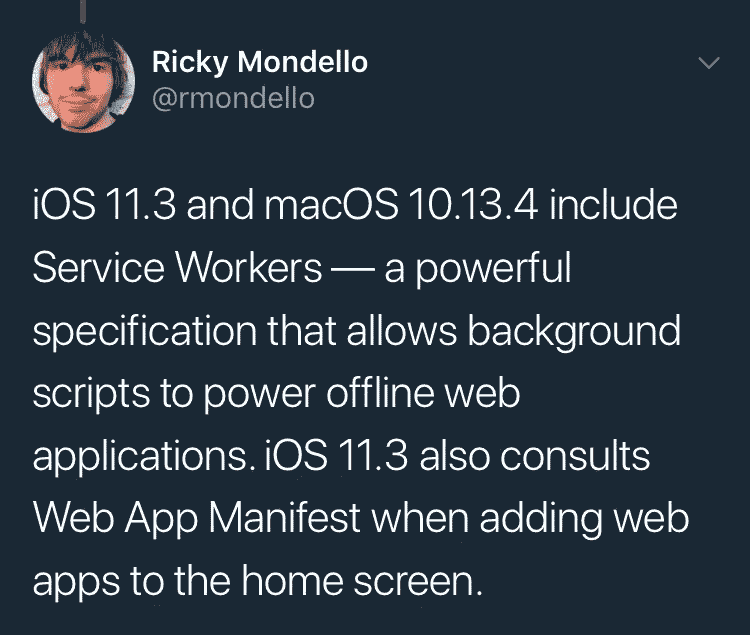 Ricky Mondello
@rmondello
iOS 11.3 and macOS 10.13.4 include
Service Workers — a powerful
specification that allows background
scripts to power offline web
applications. iOS 11.3 also consults
Web App Manifest when adding web
apps to the home screen.